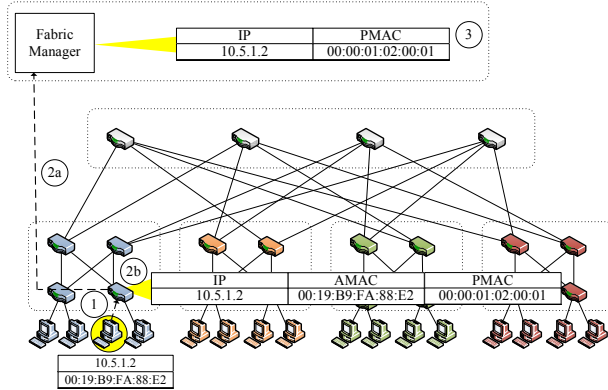 Fabric
Manager
IP PMAC
10.5.1.2 00:00:01:02:00:01
3
2a
2b
IP AMAC PMAC
10.5.1.2 00:19:B9:FA:88:E2 00:00:01:02:00:01
1
10.5.1.2
00:19:B9:FA:88:E2